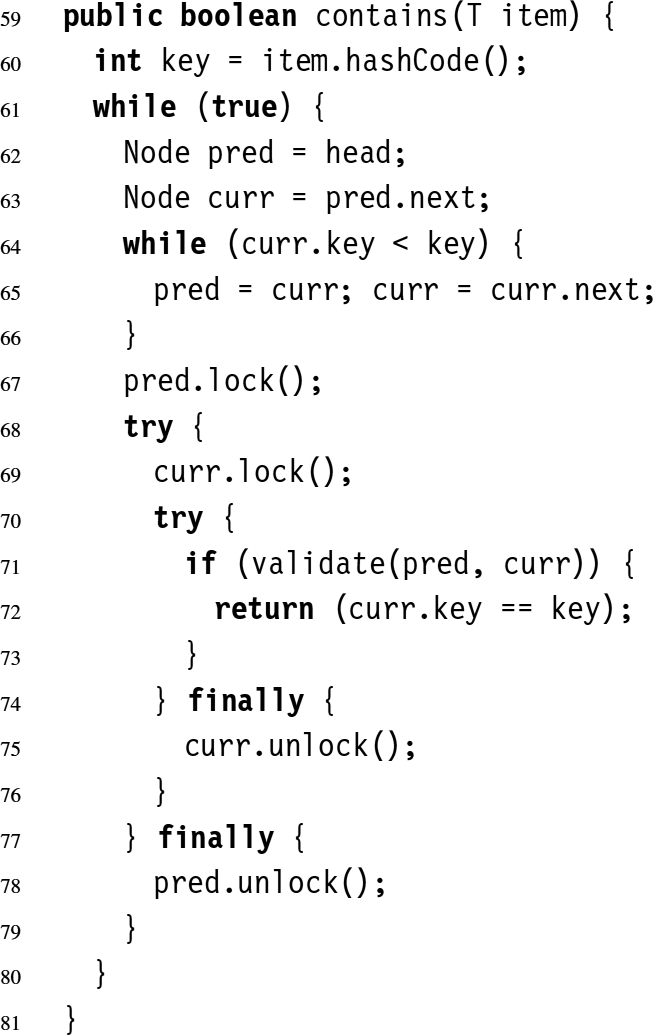 59 public boolean contains(T item) {
60 int key = item.hashCode();
61 while (true) {
62 Node pred = head;
63 Node curr = pred.next;
64 while (curr.key < key) {
65 pred = curr; curr = curr.next;
66 }
67 pred.lock();
68 try {
69 curr.lock();
70 try {
71 if (validate(pred, curr)) {
72 return (curr.key == key);
73 }
74 } finally {
75 curr.unlock();
76 }
77 } finally {
78 pred.unlock();
79 }
80 }
81 }